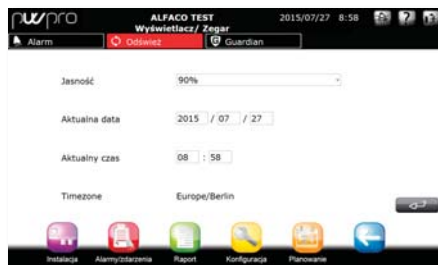 pwpro ALFACO TEST 2015/07/27 8:58
Wyświetlacz/ Zegar
Alarm Odśwież Guardian
Jasność 90%
Aktualna data 2015 / 07 / 27
Aktualny czas 08 : 58
Timezone Europe/Berlin
Instalacja Alarmy/zdarzenia Raport Konfiguracja Planowanie